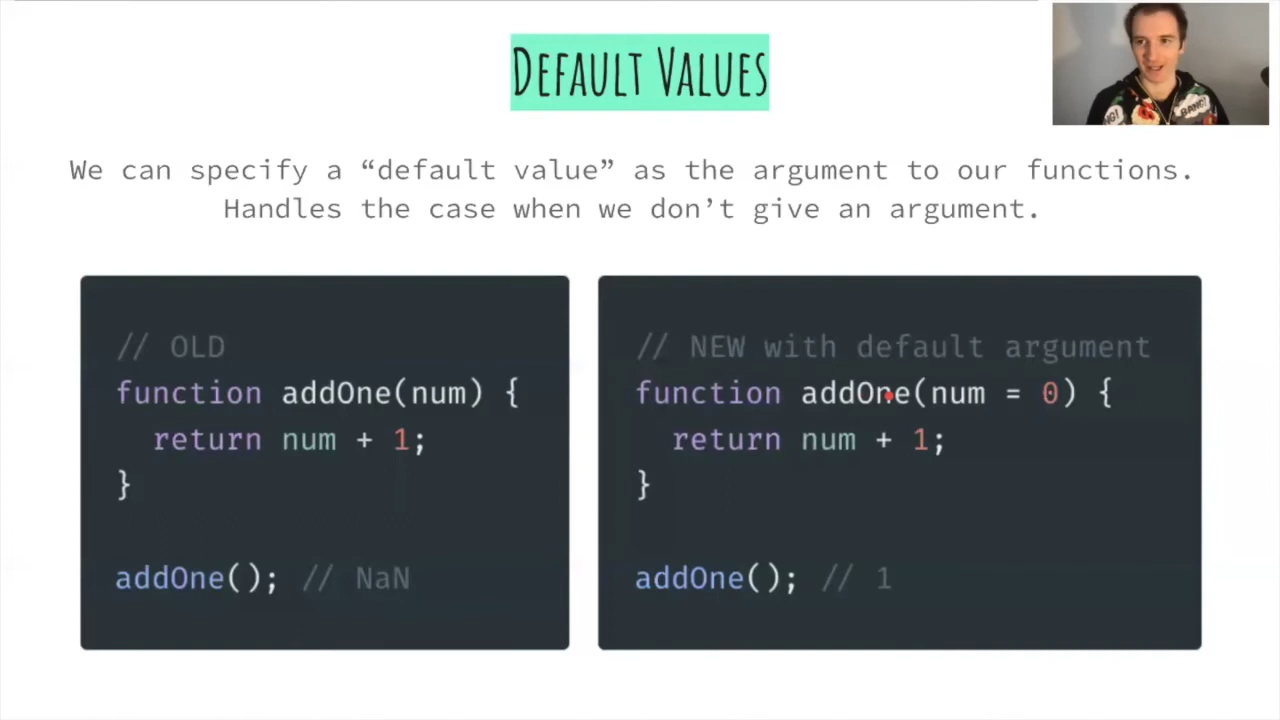 DEFAULT VALUES
We can specify a “default value” as the argument to our functions.
Handles the case when we don’t give an argument.
// OLD
function addOne(num) {
  return num + 1;
}
addOne(); // NaN
// NEW with default argument
function addOne(num = 0) {
  return num + 1;
}
addOne(); // 1
BANG!